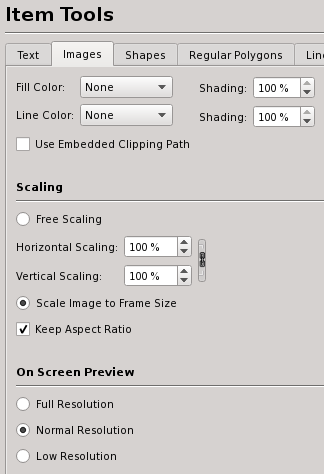 Item Tools
Text Images Shapes Regular Polygons
Fill Color: None Shading: 100 %
Line Color: None Shading: 100 %
Use Embedded Clipping Path
Scaling
Free Scaling
Horizontal Scaling: 100 %
Vertical Scaling: 100 %
Scale Image to Frame Size
Keep Aspect Ratio
On Screen Preview
Full Resolution
Normal Resolution
Low Resolution